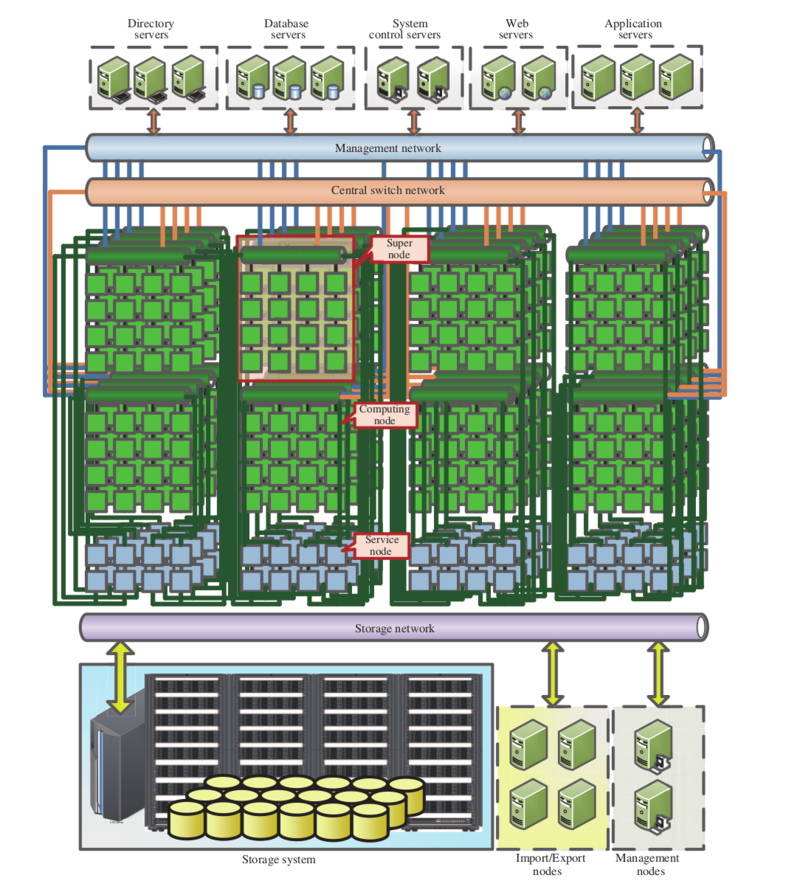 Directory
servers
Database
servers
System
control servers
Web
servers
Application
servers
Management network
Central switch network
Super
node
Computing
node
Service
node
Storage network
Storage system
Import/Export
nodes
Management
nodes